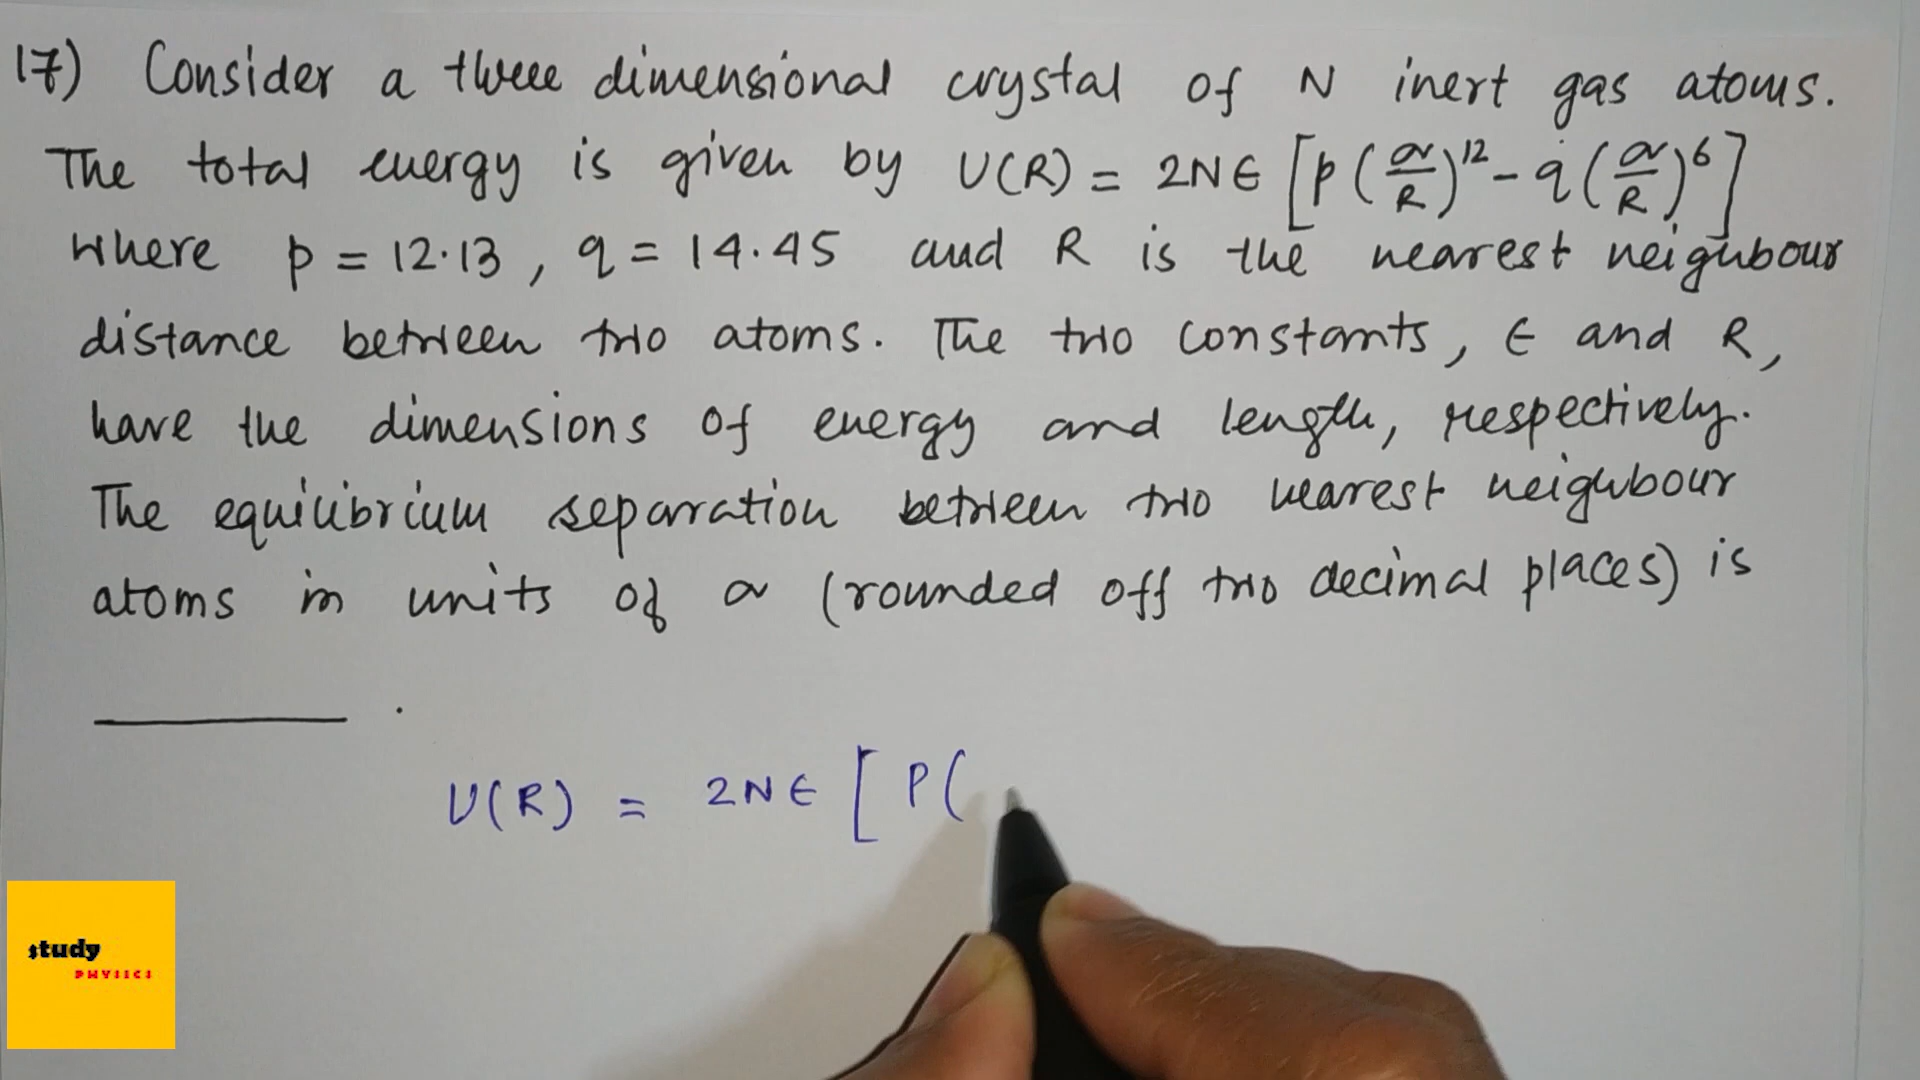 17) Consider a three dimensional crystal of N inert gas atoms.
The total energy is given by U(R) = 2Nϵ [p(σ/R)^12 - q(σ/R)^6]
where p = 12.13, q = 14.45 and R is the nearest neighbour
distance between two atoms. The two constants, ϵ and R,
have the dimensions of energy and length, respectively.
The equilibrium separation between two nearest neighbour
atoms in units of σ (rounded off two decimal places) is
________ .
U(R) = 2Nϵ [ P(
study
PHYSICS